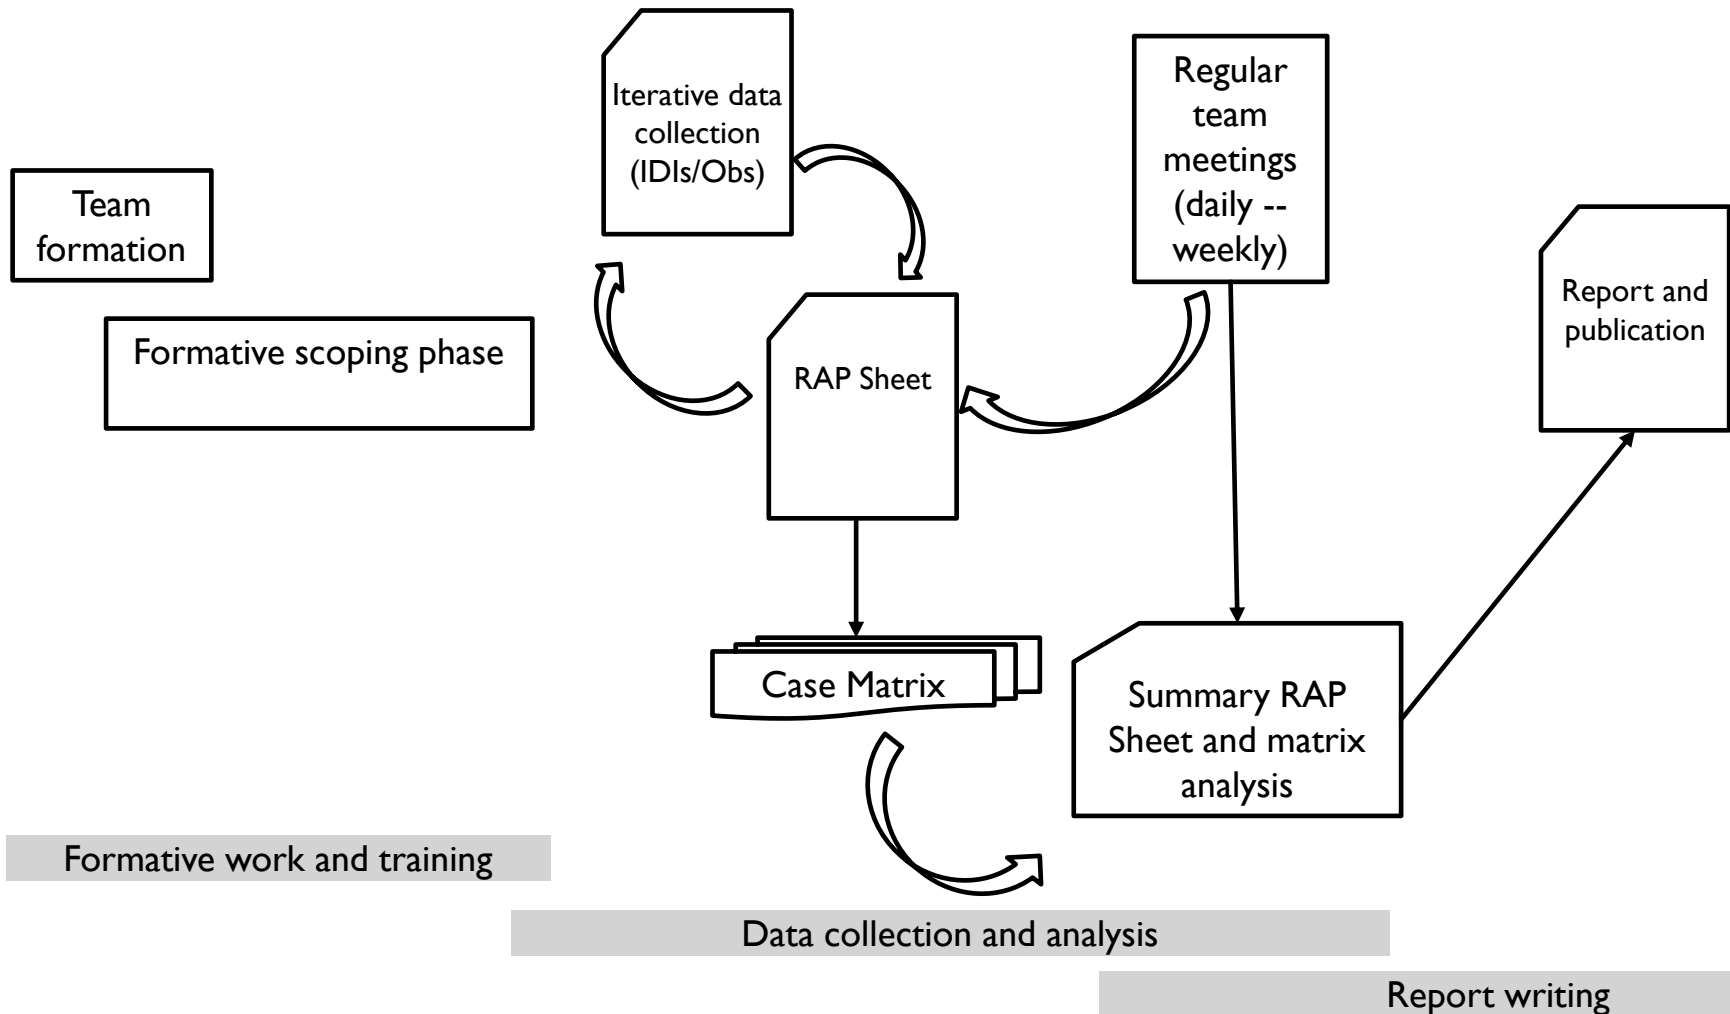 Team
formation
Formative scoping phase
Iterative data
collection
(IDIs/Obs)
RAP Sheet
Regular
team
meetings
(daily --
weekly)
Report and
publication
Case Matrix
Summary RAP
Sheet and matrix
analysis
Formative work and training
Data collection and analysis
Report writing